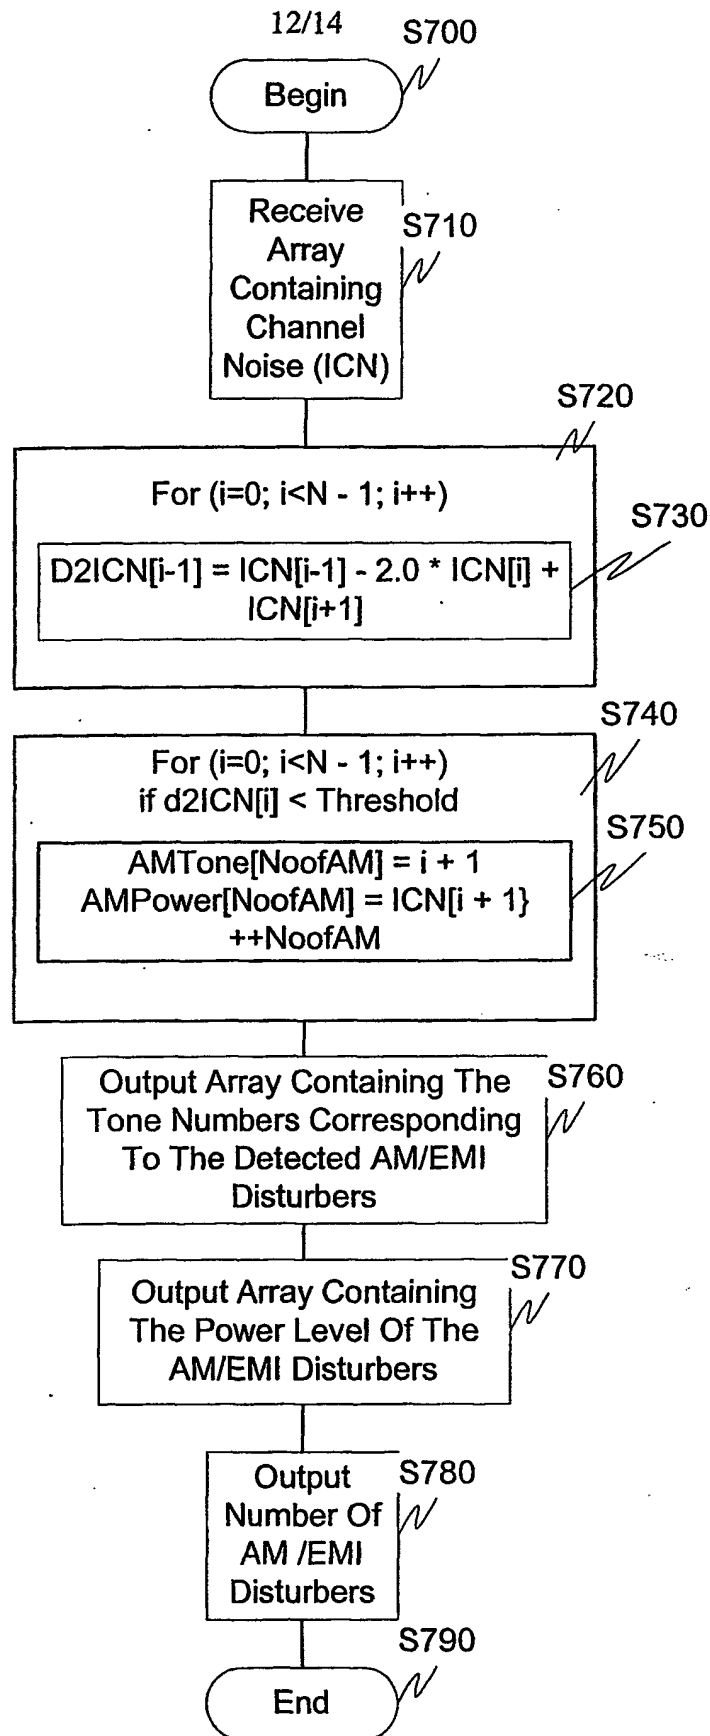 12/14
S700
Begin
S710
Receive
Array
Containing
Channel
Noise (ICN)
S720
For (i=0; i<N - 1; i++)
S730
D2ICN[i-1] = ICN[i-1] - 2.0 * ICN[i] +
ICN[i+1]
S740
For (i=0; i<N - 1; i++)
if d2ICN[i] < Threshold
S750
AMTone[NoofAM] = i + 1
AMPower[NoofAM] = ICN[i + 1}
++NoofAM
S760
Output Array Containing The
Tone Numbers Corresponding
To The Detected AM/EMI
Disturbers
S770
Output Array Containing
The Power Level Of The
AM/EMI Disturbers
S780
Output
Number Of
AM /EMI
Disturbers
S790
End